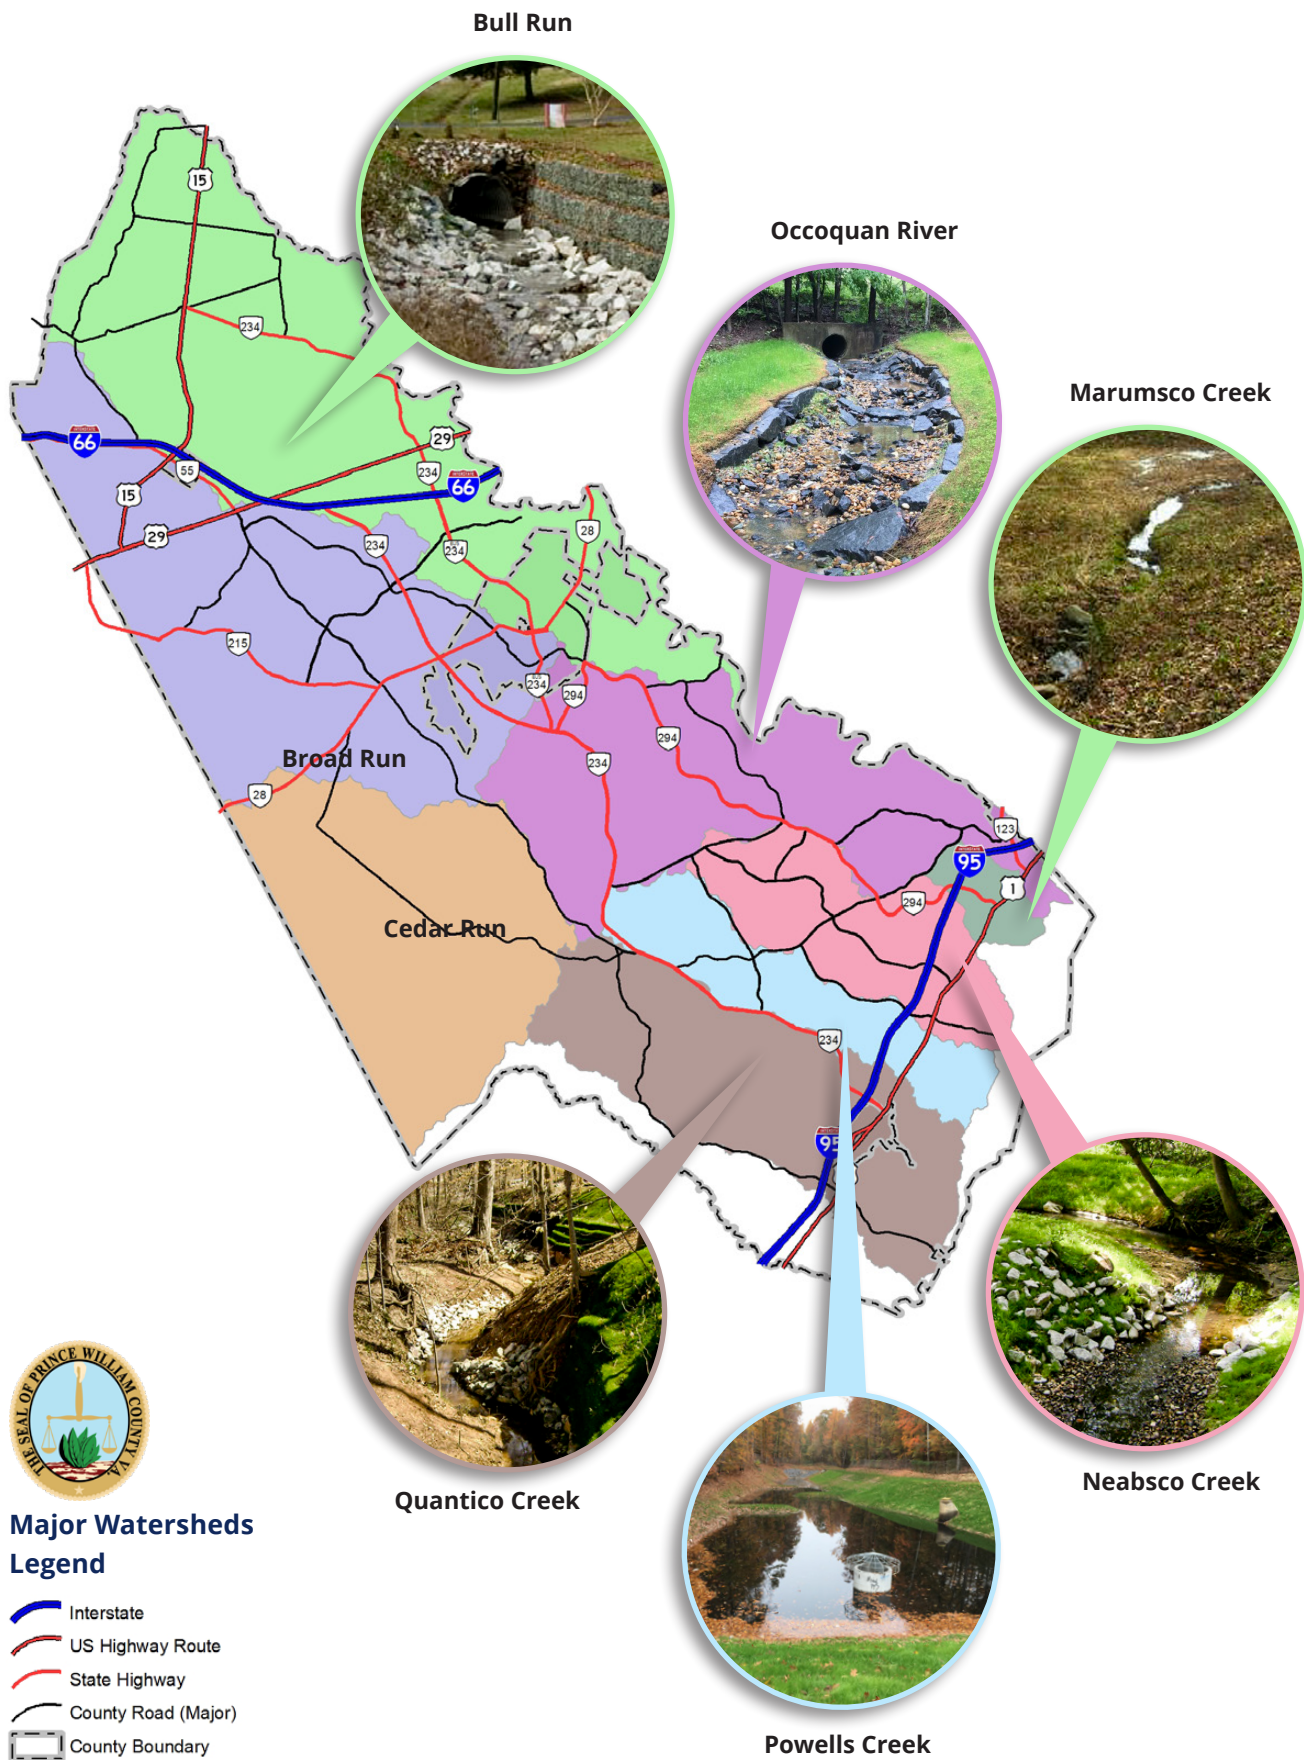 Bull Run
Occoquan River
Marumsco Creek
15
234
66
55
29
234
66
15
29
234
BUS
234
28
215
BUS
234
294
294
234
Broad Run
28
123
95
1
294
Cedar Run
234
95
THE SEAL OF PRINCE WILLIAM COUNTY VA.
Quantico Creek
Neabsco Creek
Powells Creek
Major Watersheds
Legend
Interstate
US Highway Route
State Highway
County Road (Major)
County Boundary